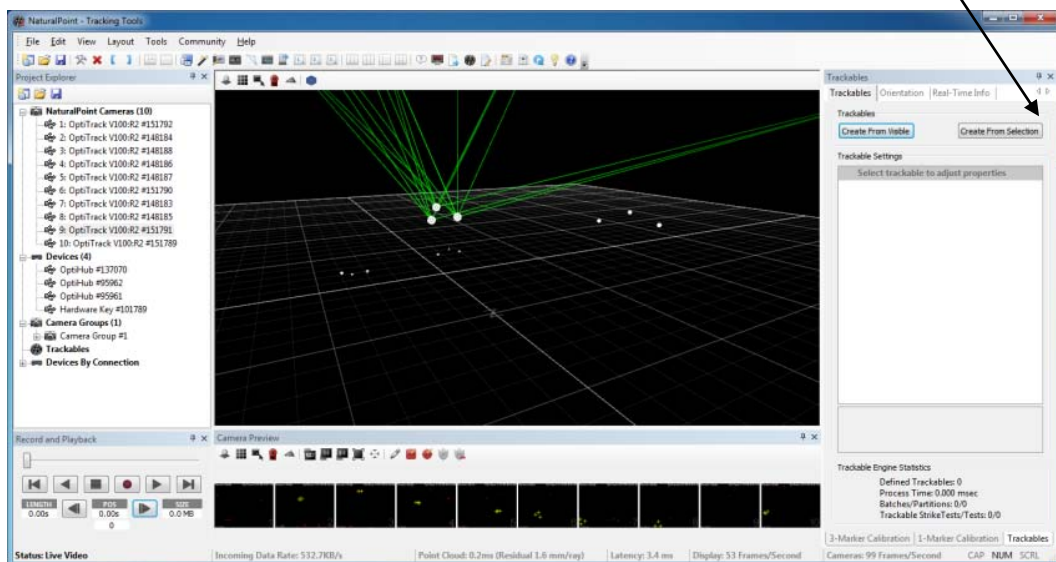 NaturalPoint - Tracking Tools
File Edit View Layout Tools Community Help
Project Explorer
NaturalPoint Cameras (10)
1: OptiTrack V100:R2 #151792
2: OptiTrack V100:R2 #148184
3: OptiTrack V100:R2 #148188
4: OptiTrack V100:R2 #148186
5: OptiTrack V100:R2 #148187
6: OptiTrack V100:R2 #151790
7: OptiTrack V100:R2 #148183
8: OptiTrack V100:R2 #148185
9: OptiTrack V100:R2 #151791
10: OptiTrack V100:R2 #151789
Devices (4)
OptiHub #137070
OptiHub #95962
OptiHub #95961
Hardware Key #101789
Camera Groups (1)
Camera Group #1
Trackables
Devices By Connection
Record and Playback
LENGTH
0.00s
POS
0.00s
0
SIZE
0.0 MB
Camera Preview
Trackables
Trackables Orientation Real-Time Info
Trackables
Create From Visible Create From Selection
Trackable Settings
Select trackable to adjust properties
Trackable Engine Statistics
Defined Trackables: 0
Process Time: 0.000 msec
Batches/Partitions: 0/0
Trackable StrikeTests/Tests: 0/0
3-Marker Calibration 1-Marker Calibration Trackables
Status: Live Video Incoming Data Rate: 532.7KB/s Point Cloud: 0.2ms (Residual 1.6 mm/ray) Latency: 3.4 ms Display: 53 Frames/Second Cameras: 99 Frames/Second CAP NUM SCRL